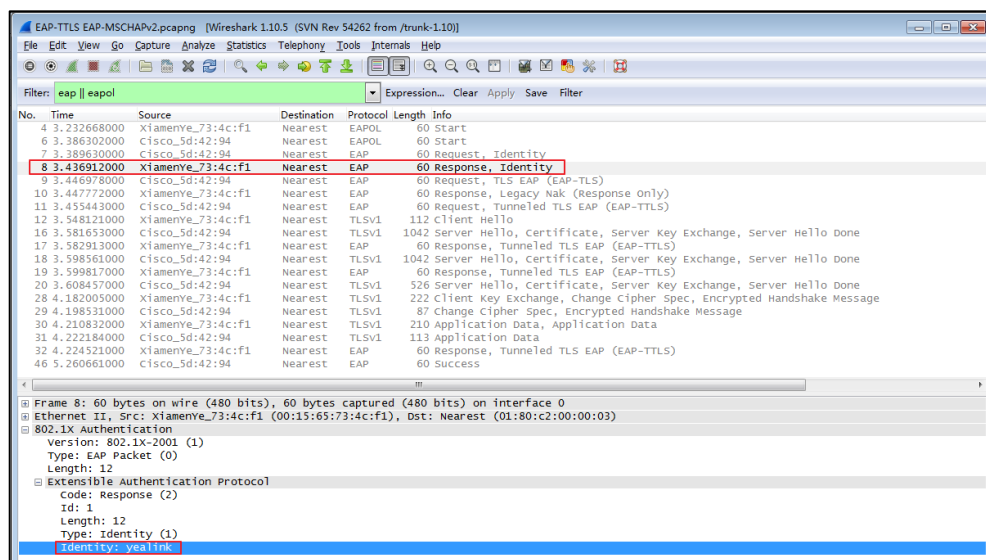 EAP-TTLS EAP-MSCHAPv2.pcapng [Wireshark 1.10.5 (SVN Rev 54262 from /trunk-1.10)]
File Edit View Go Capture Analyze Statistics Telephony Tools Internals Help
Filter: eap || eapol Expression... Clear Apply Save Filter
No. Time Source Destination Protocol Length Info
4 3.232668000 XiamenYe_73:4c:f1 Nearest EAPOL 60 Start
6 3.386302000 Cisco_5d:42:94 Nearest EAPOL 60 Start
7 3.389630000 Cisco_5d:42:94 Nearest EAP 60 Request, Identity
8 3.436912000 XiamenYe_73:4c:f1 Nearest EAP 60 Response, Identity
9 3.446978000 Cisco_5d:42:94 Nearest EAP 60 Request, TLS EAP (EAP-TLS)
10 3.447772000 XiamenYe_73:4c:f1 Nearest EAP 60 Response, Legacy Nak (Response Only)
11 3.455443000 Cisco_5d:42:94 Nearest EAP 60 Request, Tunneled TLS EAP (EAP-TTLS)
12 3.548121000 XiamenYe_73:4c:f1 Nearest TLSv1 112 Client Hello
16 3.581653000 Cisco_5d:42:94 Nearest TLSv1 1042 Server Hello, Certificate, Server Key Exchange, Server Hello Done
17 3.582913000 XiamenYe_73:4c:f1 Nearest EAP 60 Response, Tunneled TLS EAP (EAP-TTLS)
18 3.598561000 Cisco_5d:42:94 Nearest TLSv1 1042 Server Hello, Certificate, Server Key Exchange, Server Hello Done
19 3.599817000 XiamenYe_73:4c:f1 Nearest EAP 60 Response, Tunneled TLS EAP (EAP-TTLS)
20 3.608457000 Cisco_5d:42:94 Nearest TLSv1 526 Server Hello, Certificate, Server Key Exchange, Server Hello Done
28 4.182005000 XiamenYe_73:4c:f1 Nearest TLSv1 222 Client Key Exchange, Change Cipher Spec, Encrypted Handshake Message
29 4.198531000 Cisco_5d:42:94 Nearest TLSv1 87 Change Cipher Spec, Encrypted Handshake Message
30 4.210832000 XiamenYe_73:4c:f1 Nearest TLSv1 210 Application Data, Application Data
31 4.222184000 Cisco_5d:42:94 Nearest TLSv1 113 Application Data
32 4.224521000 XiamenYe_73:4c:f1 Nearest EAP 60 Response, Tunneled TLS EAP (EAP-TTLS)
46 5.260661000 Cisco_5d:42:94 Nearest EAP 60 Success
Frame 8: 60 bytes on wire (480 bits), 60 bytes captured (480 bits) on interface 0
Ethernet II, Src: XiamenYe_73:4c:f1 (00:15:65:73:4c:f1), Dst: Nearest (01:80:c2:00:00:03)
802.1X Authentication
Version: 802.1X-2001 (1)
Type: EAP Packet (0)
Length: 12
Extensible Authentication Protocol
Code: Response (2)
Id: 1
Length: 12
Type: Identity (1)
Identity: yealink